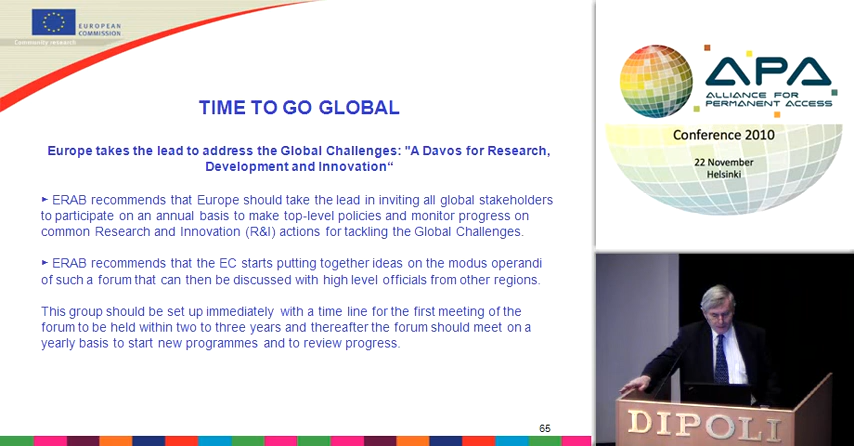 EUROPEAN
COMMISSION
Community research
TIME TO GO GLOBAL
Europe takes the lead to address the Global Challenges: "A Davos for Research,
Development and Innovation“
► ERAB recommends that Europe should take the lead in inviting all global stakeholders
to participate on an annual basis to make top-level policies and monitor progress on
common Research and Innovation (R&I) actions for tackling the Global Challenges.
► ERAB recommends that the EC starts putting together ideas on the modus operandi
of such a forum that can then be discussed with high level officials from other regions.
This group should be set up immediately with a time line for the first meeting of the
forum to be held within two to three years and thereafter the forum should meet on a
yearly basis to start new programmes and to review progress.
65
APA
ALLIANCE FOR
PERMANENT ACCESS
Conference 2010
22 November
Helsinki
DIPOLI